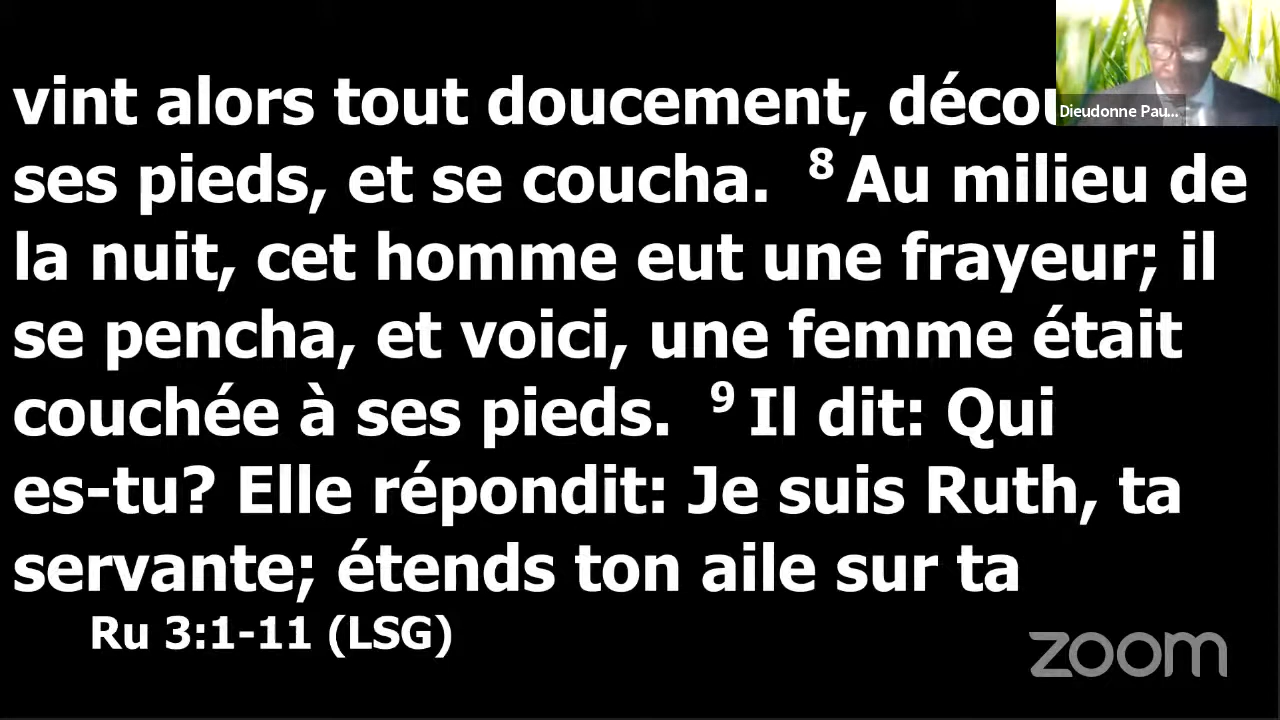 vint alors tout doucement,
ses pieds, et se coucha. 8 Au milieu de
la nuit, cet homme eut une frayeur; il
se pencha, et voici, une femme était
couchée à ses pieds. 9 Il dit: Qui
es-tu? Elle répondit: Je suis Ruth, ta
servante; étends ton aile sur ta
Ru 3:1-11 (LSG)
Dieudonne Pau...
zoom